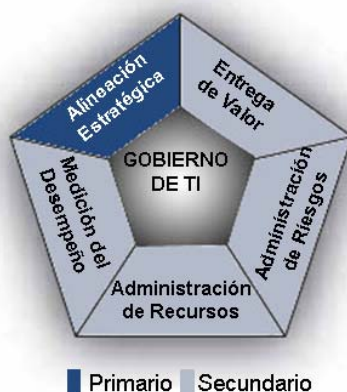 Alineación
Estratégica
Entrega
de Valor
GOBIERNO
DE TI
Medición del
Desempeño
Administración
de Riesgos
Administración
de Recursos
Primario Secundario